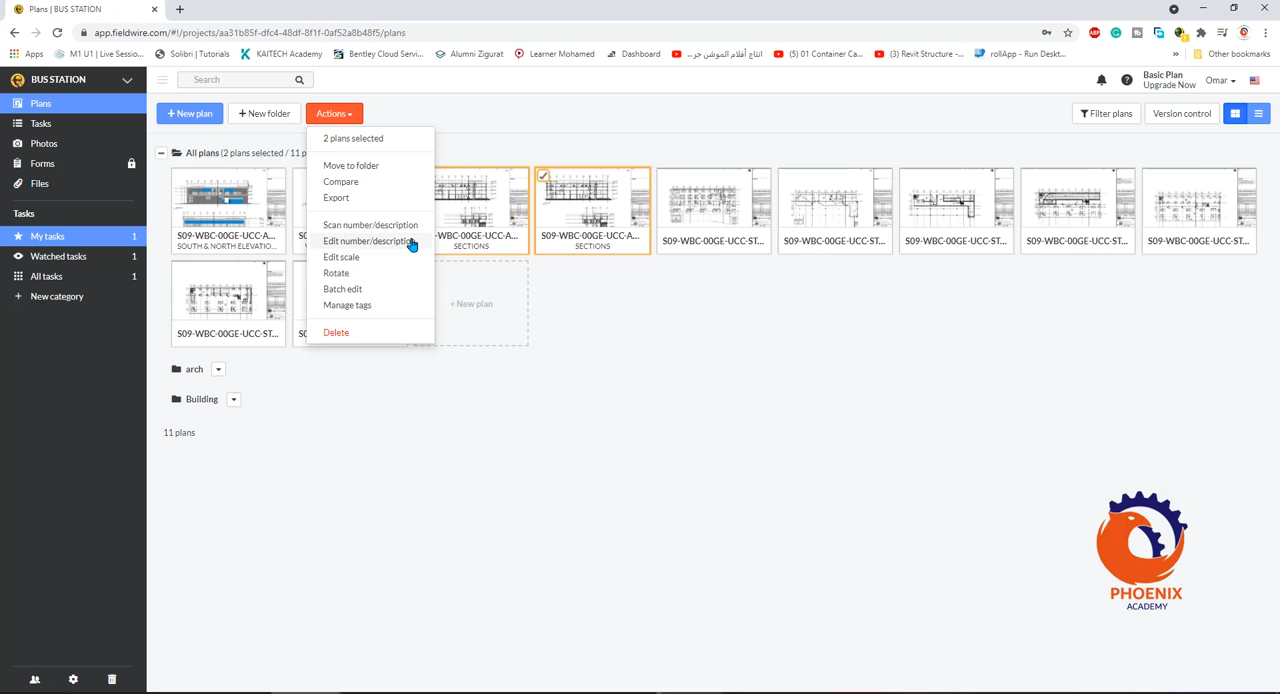 Plans | BUS STATION
app.fieldwire.com/#!/projects/aa31b85f-dfc4-48df-8f1f-0af52a8b48f5/plans
Apps M1 U1 | Live Sessio... Solibri | Tutorials KAITECH Academy Bentley Cloud Servi... Alumni Zigurat Learner Mohamed Dashboard انتاج أفلام الموشن جر... (5) 01 Container Ca... (3) Revit Structure -... rollApp - Run Deskt... » Other bookmarks
BUS STATION
Search
Basic Plan
Upgrade Now
Omar
Plans
Tasks
Photos
Forms
Files
Tasks
My tasks 1
Watched tasks 1
All tasks 1
+ New category
+ New plan
+ New folder
Actions
Filter plans
Version control
2 plans selected
Move to folder
Compare
Export
Scan number/description
Edit number/description
Edit scale
Rotate
Batch edit
Manage tags
Delete
All plans (2 plans selected / 11 p
S09-WBC-00GE-UCC-A...
SOUTH & NORTH ELEVATIO...
-WBC-00GE-UCC-A...
SECTIONS
S09-WBC-00GE-UCC-A...
SECTIONS
S09-WBC-00GE-UCC-ST...
S09-WBC-00GE-UCC-ST...
S09-WBC-00GE-UCC-ST...
S09-WBC-00GE-UCC-ST...
S09-WBC-00GE-UCC-ST...
S09-WBC-00GE-UCC-ST...
+ New plan
arch
Building
11 plans
PHOENIX
ACADEMY